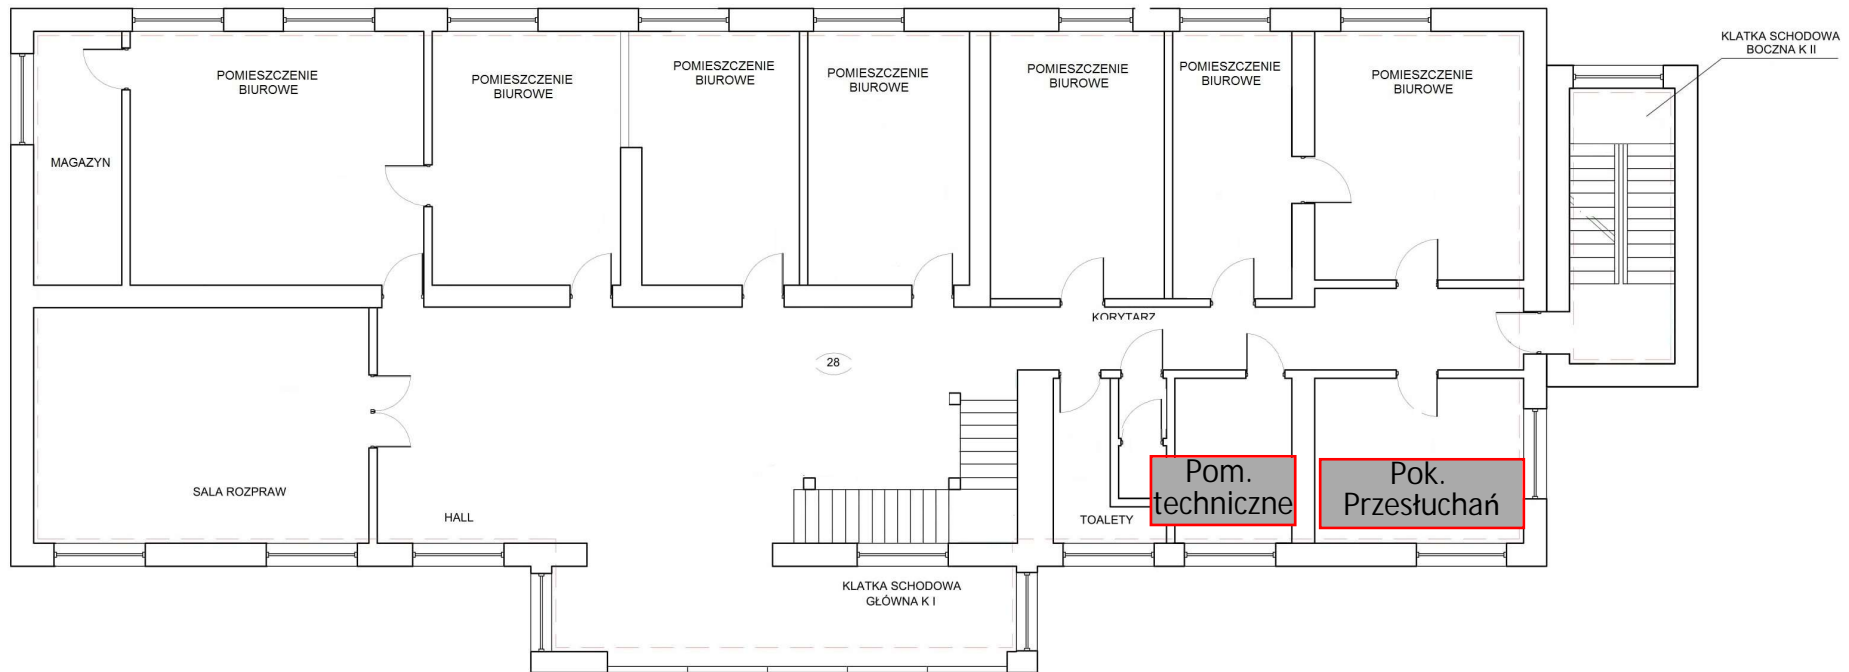 KLATKA SCHODOWA
BOCZNA K II
POMIESZCZENIE
BIUROWE
POMIESZCZENIE
BIUROWE
POMIESZCZENIE
BIUROWE
POMIESZCZENIE
BIUROWE
POMIESZCZENIE
BIUROWE
POMIESZCZENIE
BIUROWE
POMIESZCZENIE
BIUROWE
MAGAZYN
KORYTARZ
28
SALA ROZPRAW
HALL
TOALETY
Pom.
techniczne
Pok.
Przesłuchań
KLATKA SCHODOWA
GŁÓWNA K I